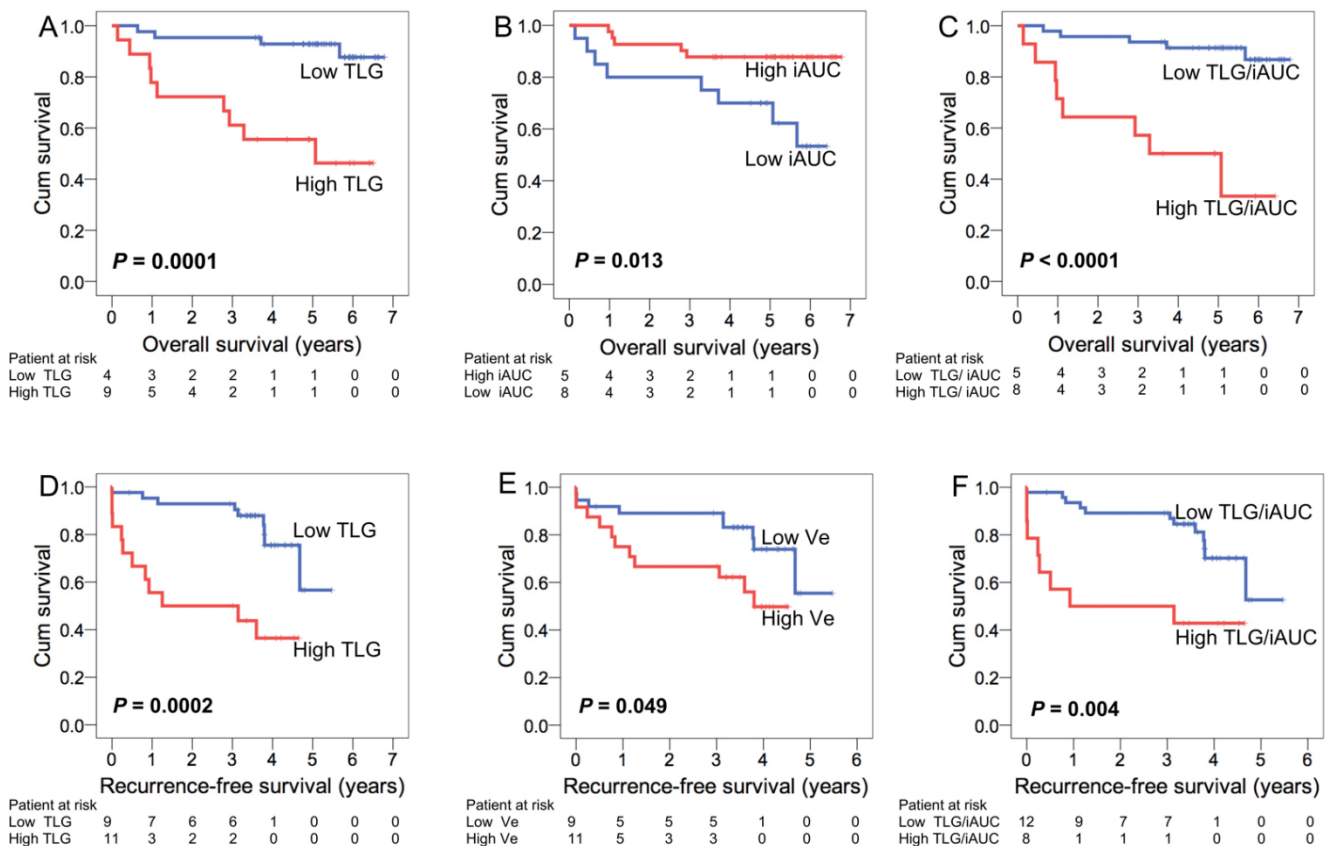 A
Cum survival
1.0
0.8
0.6
0.4
0.2
0.0
Low TLG
High TLG
P = 0.0001
0 1 2 3 4 5 6 7
Overall survival (years)
Patient at risk
Low TLG 4 3 2 2 1 1 0 0
High TLG 9 5 4 2 1 1 0 0
B
Cum survival
1.0
0.8
0.6
0.4
0.2
0.0
High iAUC
Low iAUC
P = 0.013
0 1 2 3 4 5 6 7
Overall survival (years)
Patient at risk
High iAUC 5 4 3 2 1 1 0 0
Low iAUC 8 4 3 2 1 1 0 0
C
Cum survival
1.0
0.8
0.6
0.4
0.2
0.0
Low TLG/iAUC
High TLG/iAUC
P < 0.0001
0 1 2 3 4 5 6 7
Overall survival (years)
Patient at risk
Low TLG/ iAUC 5 4 3 2 1 1 0 0
High TLG/ iAUC 8 4 3 2 1 1 0 0
D
Cum survival
1.0
0.8
0.6
0.4
0.2
0.0
Low TLG
High TLG
P = 0.0002
0 1 2 3 4 5 6 7
Recurrence-free survival (years)
Patient at risk
Low TLG 9 7 6 6 1 0 0 0
High TLG 11 3 2 2 0 0 0 0
E
Cum survival
1.0
0.8
0.6
0.4
0.2
0.0
Low Ve
High Ve
P = 0.049
0 1 2 3 4 5 6 7
Recurrence-free survival (years)
Patient at risk
Low Ve 9 5 5 5 1 0 0 0
High Ve 11 5 3 3 0 0 0 0
F
Cum survival
1.0
0.8
0.6
0.4
0.2
0.0
Low TLG/iAUC
High TLG/iAUC
P = 0.004
0 1 2 3 4 5 6
Recurrence-free survival (years)
Patient at risk
Low TLG/iAUC 12 9 7 7 1 0 0
High TLG/iAUC 8 1 1 1 0 0 0